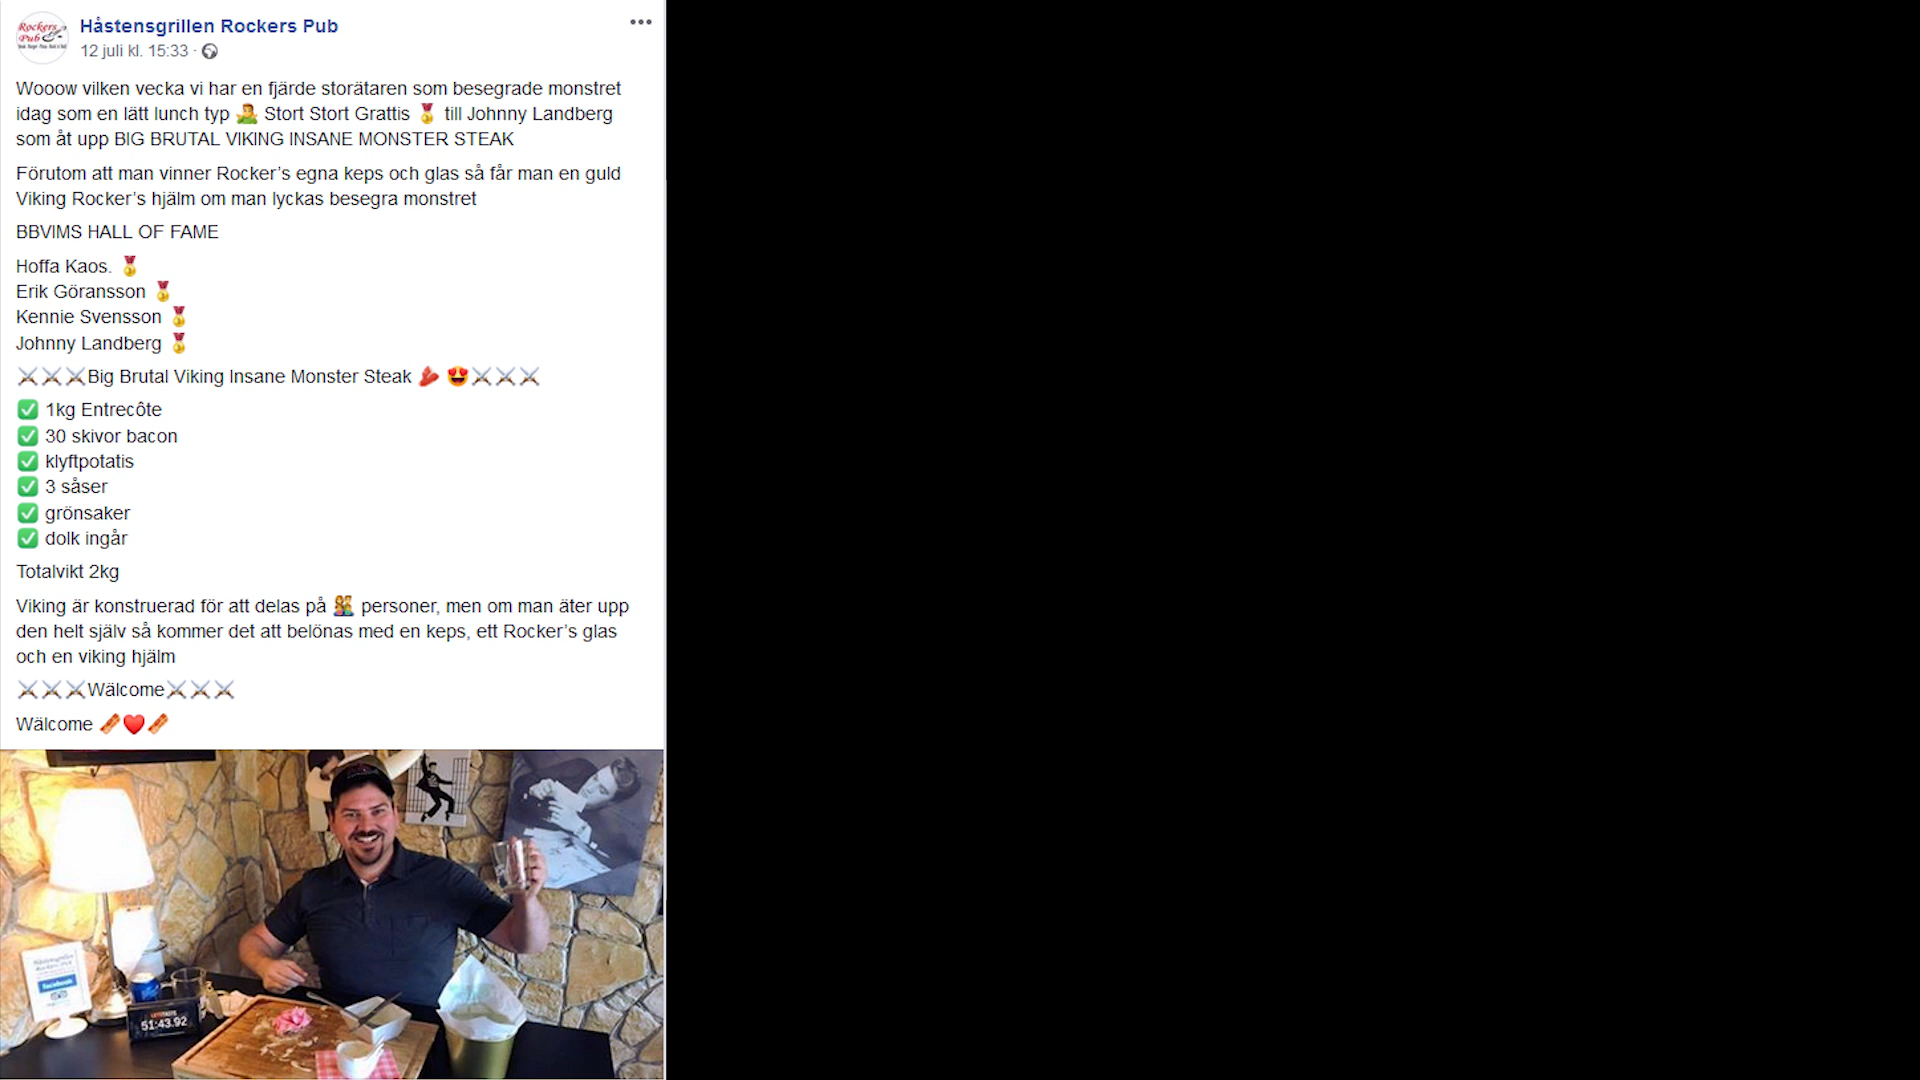 Rockers
Pub
Håstensgrillen Rockers Pub
12 juli kl. 15:33 ·
Wooow vilken vecka vi har en fjärde storätaren som besegrade monstret
idag som en lätt lunch typ 🤷 Stort Stort Grattis 🏅 till Johnny Landberg
som åt upp BIG BRUTAL VIKING INSANE MONSTER STEAK
Förutom att man vinner Rocker’s egna keps och glas så får man en guld
Viking Rocker’s hjälm om man lyckas besegra monstret
BBVIMS HALL OF FAME
Hoffa Kaos. 🏅
Erik Göransson 🏅
Kennie Svensson 🏅
Johnny Landberg 🏅
⚔⚔⚔Big Brutal Viking Insane Monster Steak 🥩 😍⚔⚔⚔
✅ 1kg Entrecôte
✅ 30 skivor bacon
✅ klyftpotatis
✅ 3 såser
✅ grönsaker
✅ dolk ingår
Totalvikt 2kg
Viking är konstruerad för att delas på 👫 personer, men om man äter upp
den helt själv så kommer det att belönas med en keps, ett Rocker’s glas
och en viking hjälm
⚔⚔⚔Wälcome⚔⚔⚔
Wälcome 🥓❤🥓
Håstensgrillen
Rockers Pub
facebook
51:43.92